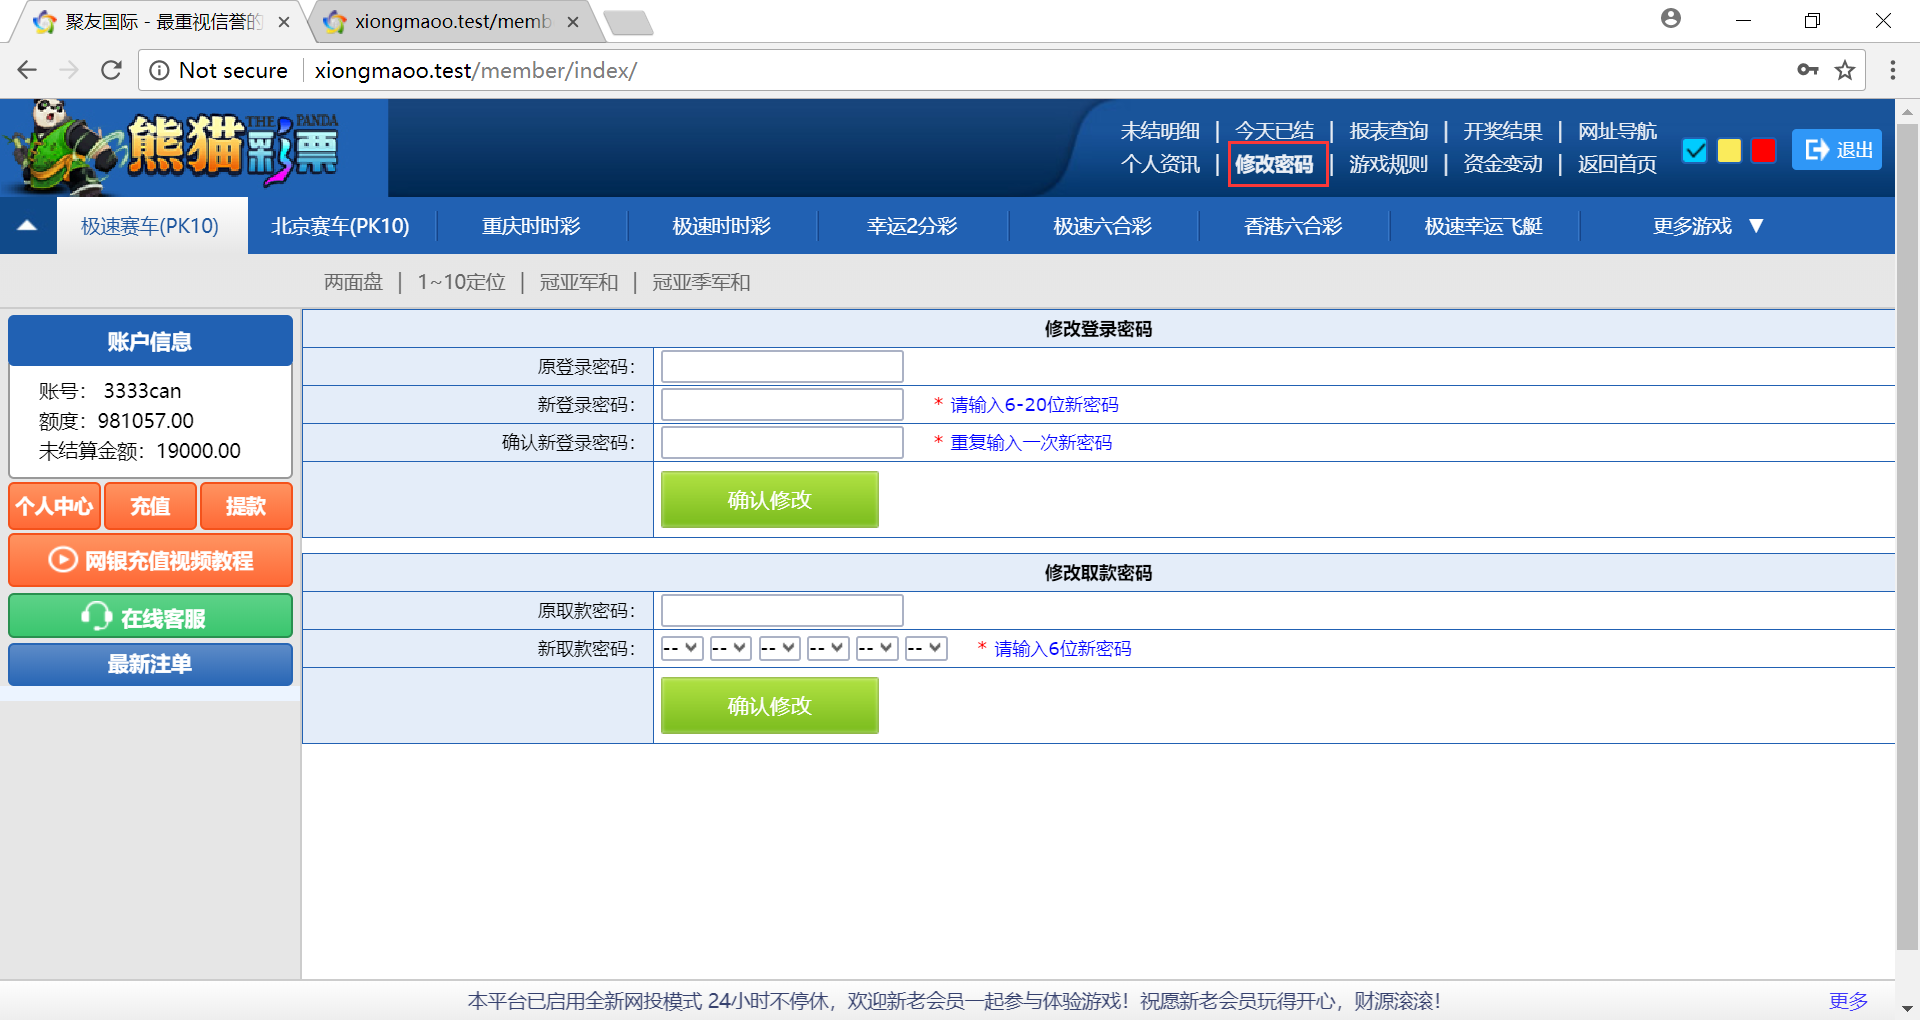 聚友国际 - 最重视信誉的
xiongmaoo.test/memb
Not secure
xiongmaoo.test/member/index/
THE PANDA
熊猫彩票
未结明细 | 今天已结 | 报表查询 | 开奖结果 | 网址导航
个人资讯 | 修改密码 | 游戏规则 | 资金变动 | 返回首页
退出
极速赛车(PK10) 北京赛车(PK10) 重庆时时彩 极速时时彩 幸运2分彩 极速六合彩 香港六合彩 极速幸运飞艇 更多游戏 ▼
两面盘 | 1~10定位 | 冠亚军和 | 冠亚季军和
账户信息
账号： 3333can
额度：981057.00
未结算金额：19000.00
个人中心 充值 提款
网银充值视频教程
在线客服
最新注单
修改登录密码
原登录密码：
新登录密码： * 请输入6-20位新密码
确认新登录密码： * 重复输入一次新密码
确认修改
修改取款密码
原取款密码：
新取款密码： -- -- -- -- -- -- * 请输入6位新密码
确认修改
本平台已启用全新网投模式 24小时不停休，欢迎新老会员一起参与体验游戏！祝愿新老会员玩得开心，财源滚滚！
更多